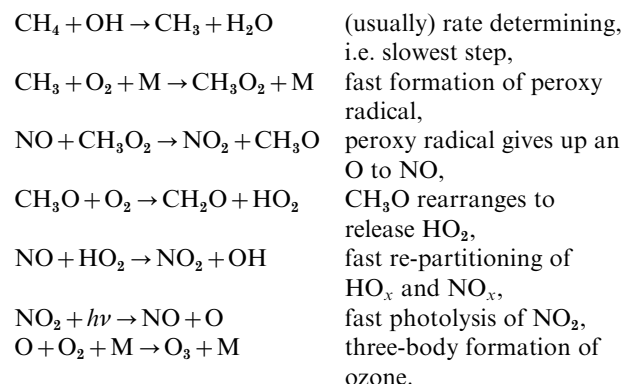 CH₄ + OH → CH₃ + H₂O (usually) rate determining,
i.e. slowest step,
CH₃ + O₂ + M → CH₃O₂ + M fast formation of peroxy
radical,
NO + CH₃O₂ → NO₂ + CH₃O peroxy radical gives up an
O to NO,
CH₃O + O₂ → CH₂O + HO₂ CH₃O rearranges to
release HO₂,
NO + HO₂ → NO₂ + OH fast re-partitioning of
HOₓ and NOₓ,
NO₂ + hν → NO + O fast photolysis of NO₂,
O + O₂ + M → O₃ + M three-body formation of
ozone.